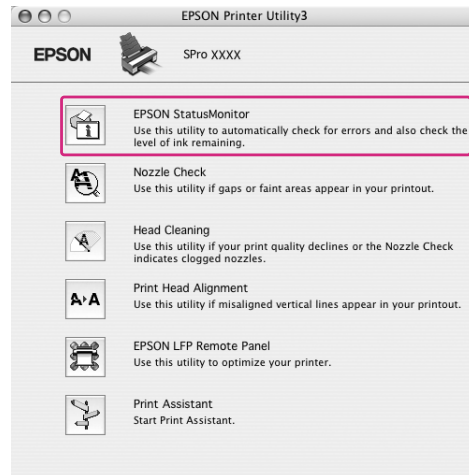 EPSON Printer Utility3
EPSON
SPro XXXX
EPSON StatusMonitor
Use this utility to automatically check for errors and also check the
level of ink remaining.
Nozzle Check
Use this utility if gaps or faint areas appear in your printout.
Head Cleaning
Use this utility if your print quality declines or the Nozzle Check
indicates clogged nozzles.
Print Head Alignment
Use this utility if misaligned vertical lines appear in your printout.
EPSON LFP Remote Panel
Use this utility to optimize your printer.
Print Assistant
Start Print Assistant.